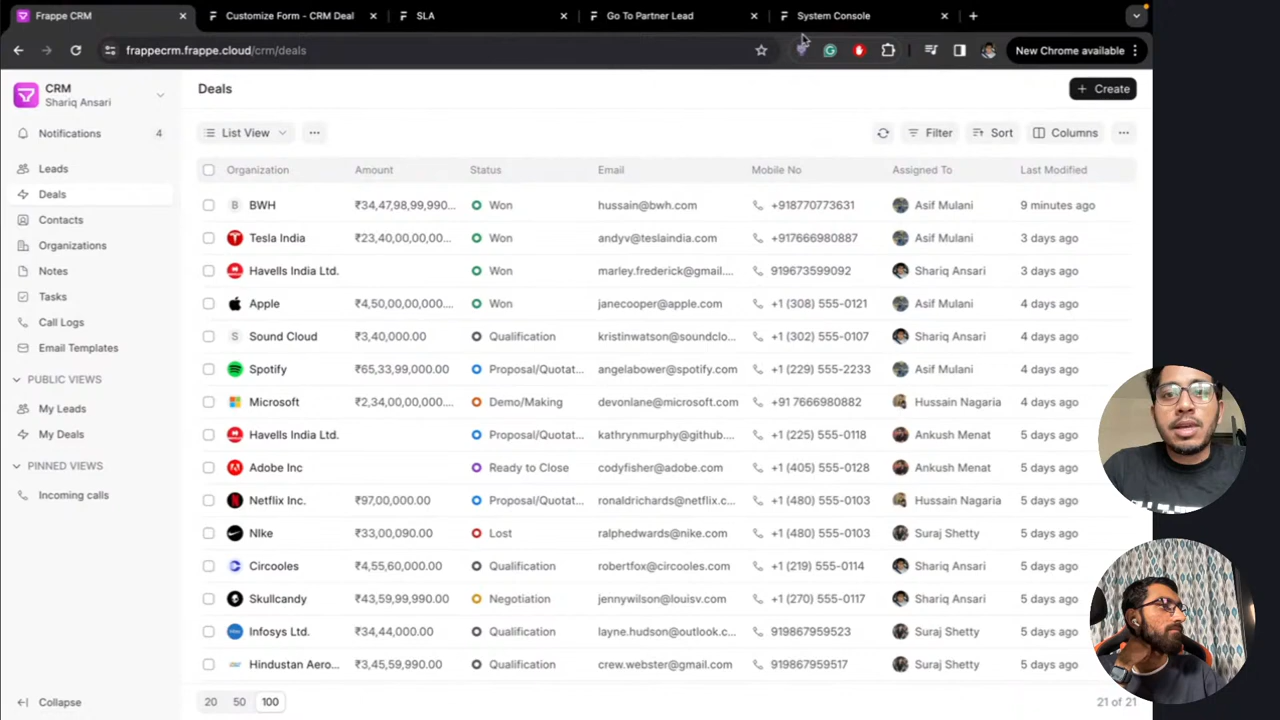 Frappe CRM
Customize Form - CRM Deal
SLA
Go To Partner Lead
System Console
frappecrm.frappe.cloud/crm/deals
New Chrome available
CRM
Shariq Ansari
Notifications 4
Leads
Deals
Contacts
Organizations
Notes
Tasks
Call Logs
Email Templates
PUBLIC VIEWS
My Leads
My Deals
PINNED VIEWS
Incoming calls
Collapse
Deals
Create
List View
Filter
Sort
Columns
Organization Amount Status Email Mobile No Assigned To Last Modified
B BWH ₹34,47,98,99,990... Won hussain@bwh.com +918770773631 Asif Mulani 9 minutes ago
Tesla India ₹23,40,00,00,00... Won andyv@teslaindia.com +917666980887 Asif Mulani 3 days ago
Havells India Ltd. Won marley.frederick@gmail.... 919673599092 Shariq Ansari 3 days ago
Apple ₹4,50,00,00,000.... Won janecooper@apple.com +1 (308) 555-0121 Asif Mulani 4 days ago
S Sound Cloud ₹3,40,000.00 Qualification kristinwatson@soundclo... +1 (302) 555-0107 Shariq Ansari 4 days ago
Spotify ₹65,33,99,000.00 Proposal/Quotat... angelabower@spotify.com +1 (229) 555-2233 Asif Mulani 4 days ago
Microsoft ₹2,34,00,00,000.... Demo/Making devonlane@microsoft.com +91 7666980882 Hussain Nagaria 4 days ago
Havells India Ltd. Proposal/Quotat... kathrynmurphy@github.... +1 (225) 555-0118 Ankush Menat 5 days ago
Adobe Inc Ready to Close codyfisher@adobe.com +1 (405) 555-0128 Ankush Menat 5 days ago
Netflix Inc. ₹97,00,000.00 Proposal/Quotat... ronaldrichards@netflix.c... +1 (480) 555-0103 Hussain Nagaria 5 days ago
NIke ₹33,00,090.00 Lost ralphedwards@nike.com +1 (480) 555-0103 Suraj Shetty 5 days ago
Circooles ₹4,55,60,000.00 Qualification robertfox@circooles.com +1 (219) 555-0114 Shariq Ansari 5 days ago
Skullcandy ₹43,59,99,990.00 Negotiation jennywilson@louisv.com +1 (270) 555-0117 Shariq Ansari 5 days ago
Infosys Ltd. ₹34,44,000.00 Qualification layne.hudson@outlook.c... 919867959523 Suraj Shetty 5 days ago
Hindustan Aero... ₹3,45,59,990.00 Qualification crew.webster@gmail.com 919867959517 Suraj Shetty 5 days ago
20 50 100
21 of 21